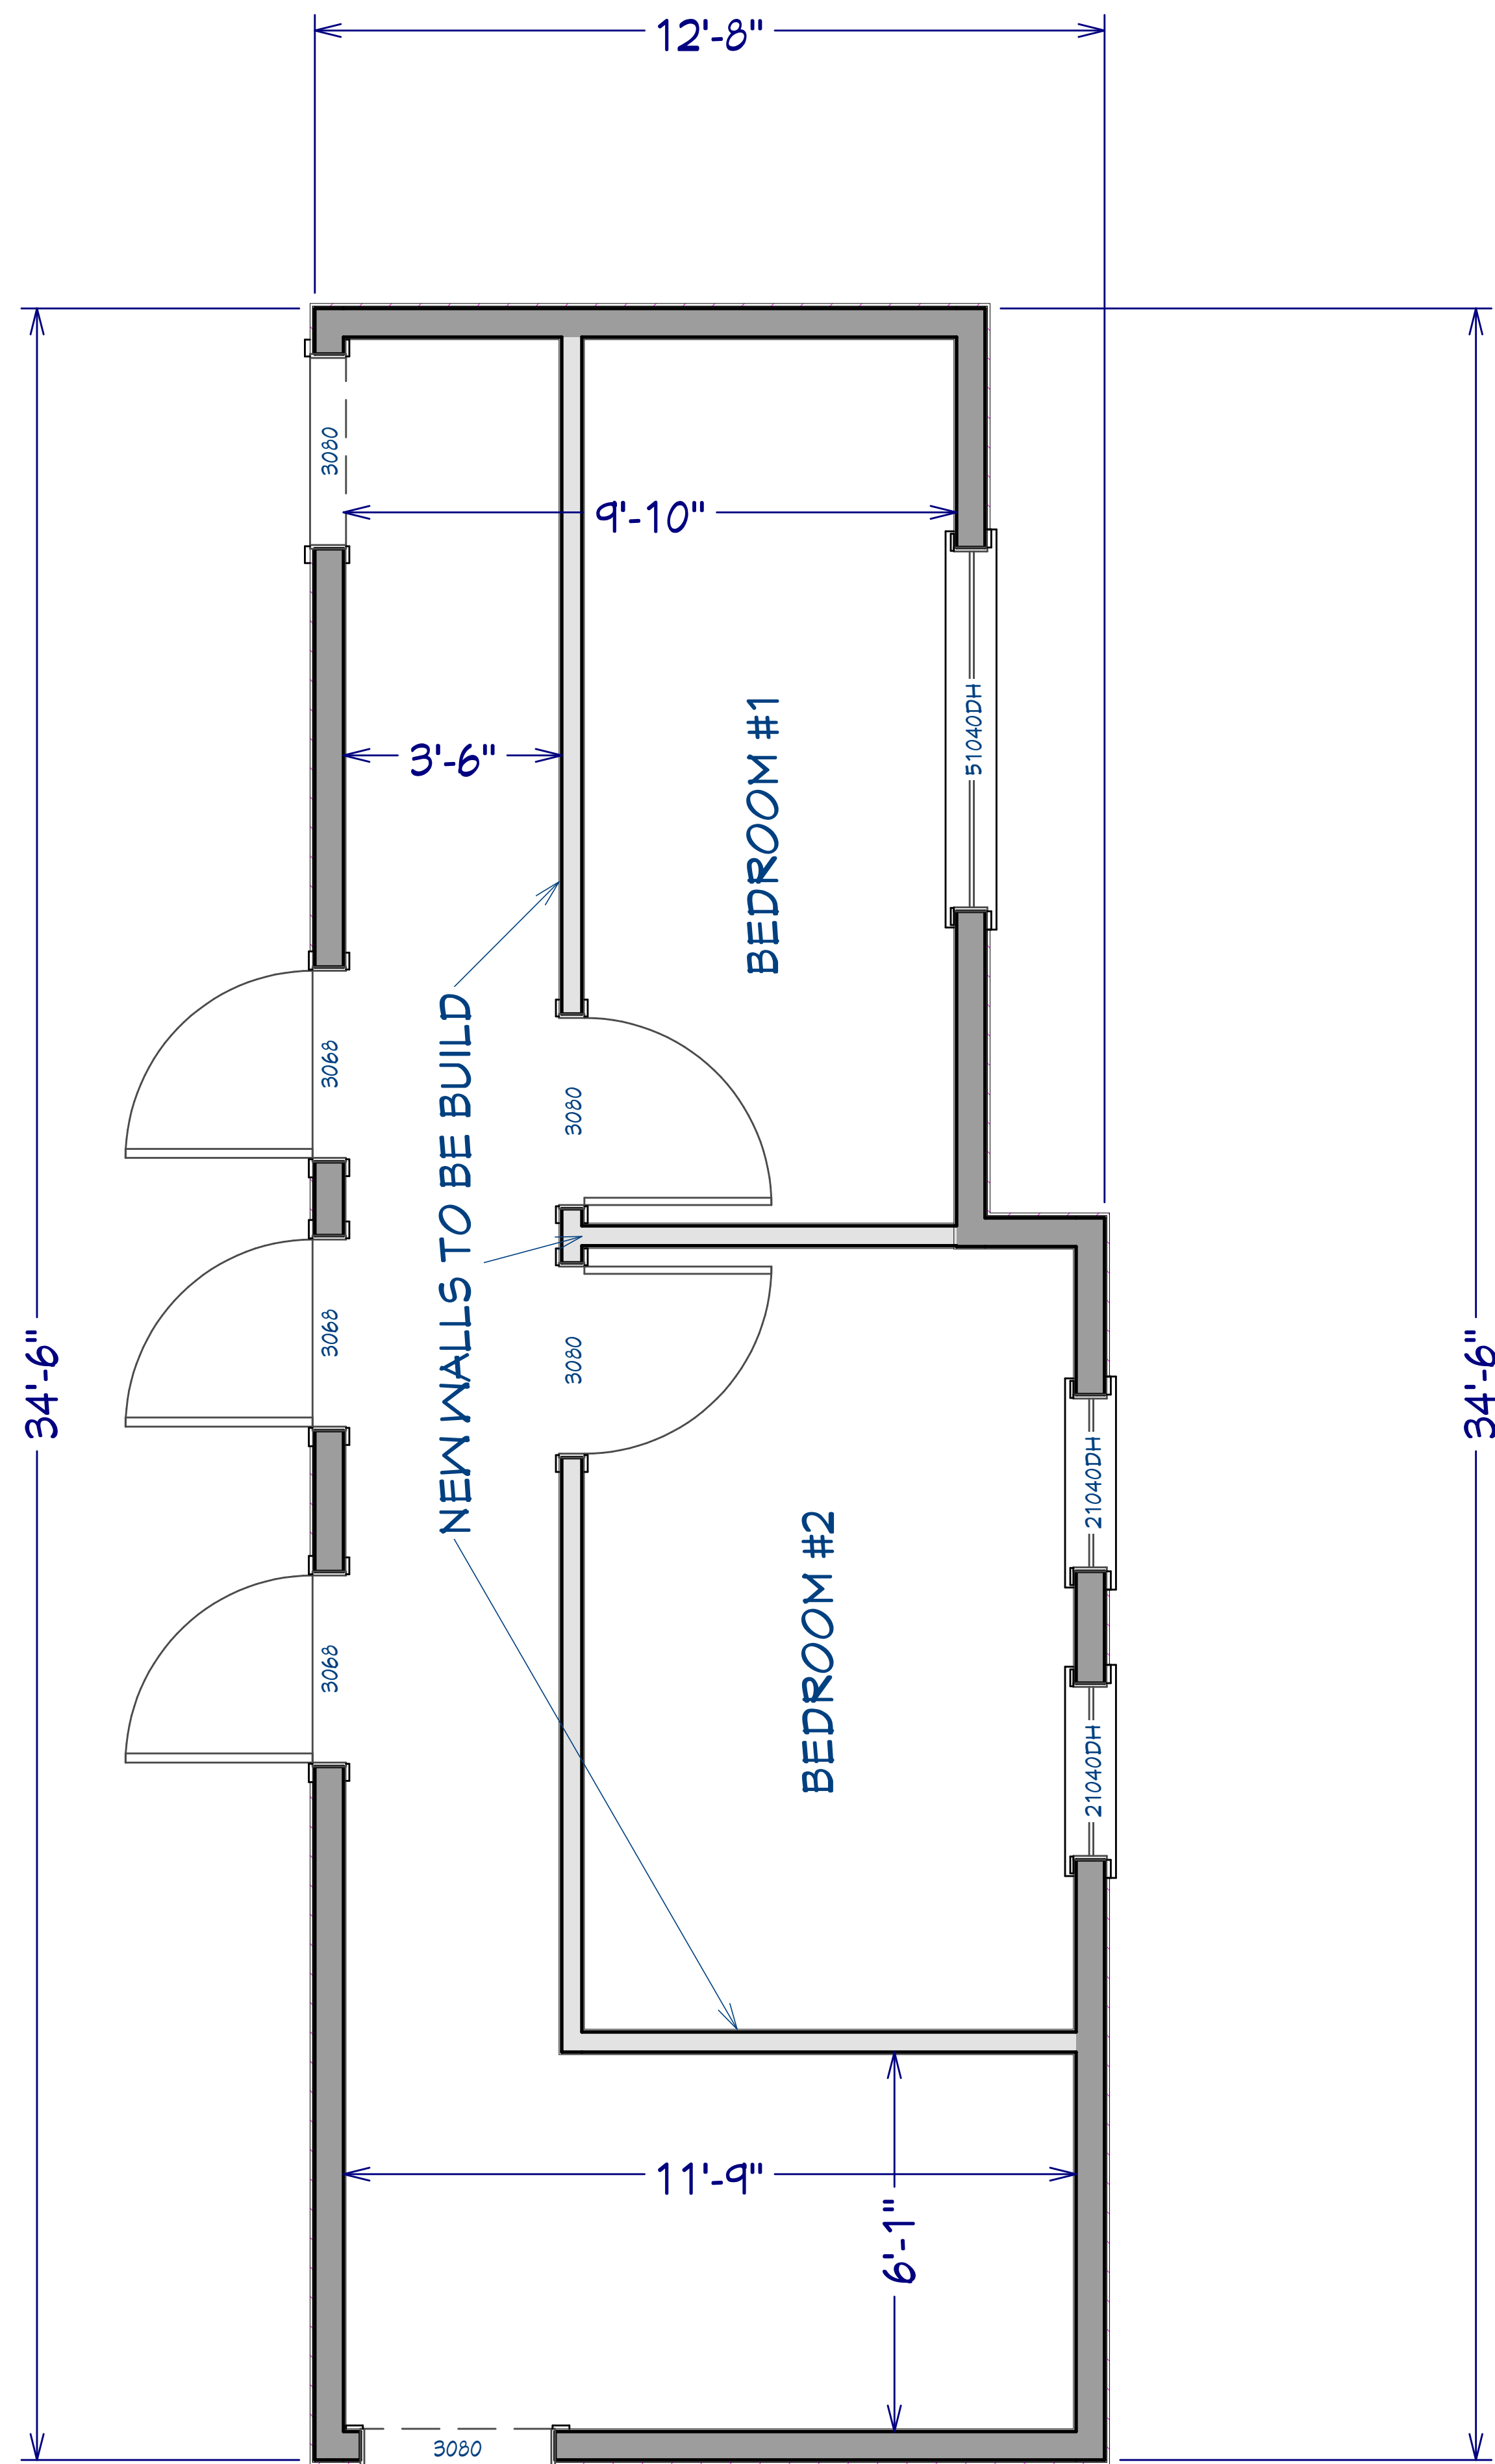 12'-8"
3080
9'-10"
3'-6"
BEDROOM #1
51040DH
NEW WALLS TO BE BUILD
3068
3080
3068
3080
34'-6"
34'-6"
21040DH
BEDROOM #2
3068
21040DH
11'-9"
6'-1"
3080